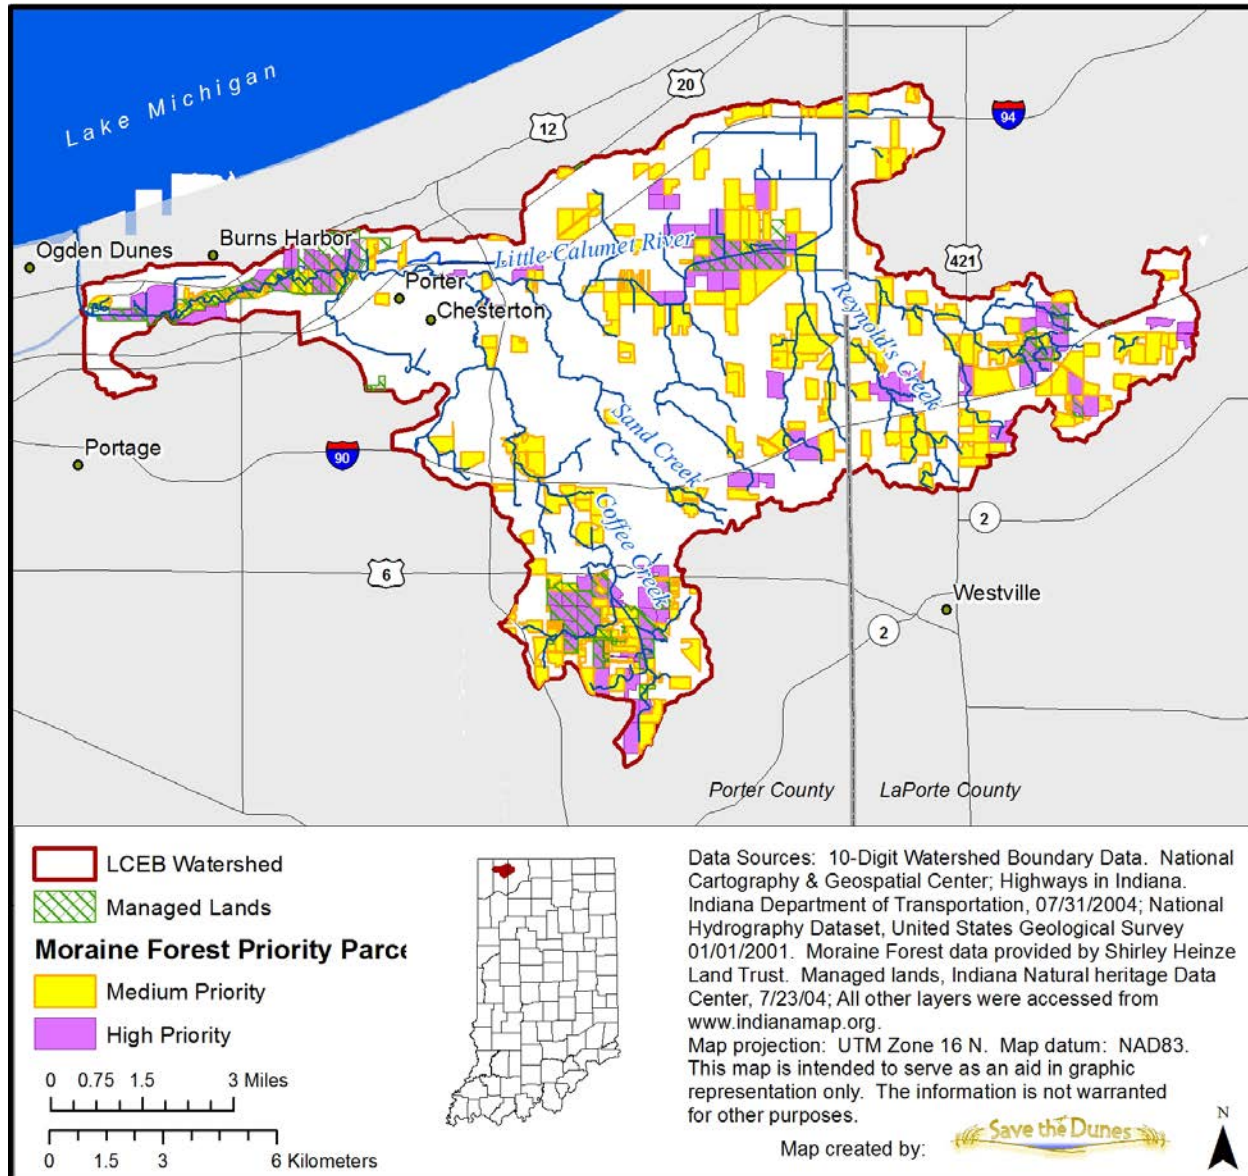 Lake Michigan
20
12
94
Ogden Dunes
Burns Harbor
Little Calumet River
421
Porter
Chesterton
Reynold's Creek
Sand Creek
Portage
90
Coffee Creek
2
6
Westville
2
Porter County
LaPorte County
LCEB Watershed
Managed Lands
Moraine Forest Priority Parce
Medium Priority
High Priority
0 0.75 1.5 3 Miles
0 1.5 3 6 Kilometers
Data Sources: 10-Digit Watershed Boundary Data. National
Cartography & Geospatial Center; Highways in Indiana.
Indiana Department of Transportation, 07/31/2004; National
Hydrography Dataset, United States Geological Survey
01/01/2001. Moraine Forest data provided by Shirley Heinze
Land Trust. Managed lands, Indiana Natural heritage Data
Center, 7/23/04; All other layers were accessed from
www.indianamap.org.
Map projection: UTM Zone 16 N. Map datum: NAD83.
This map is intended to serve as an aid in graphic
representation only. The information is not warranted
for other purposes.
Map created by:
Save the Dunes
N